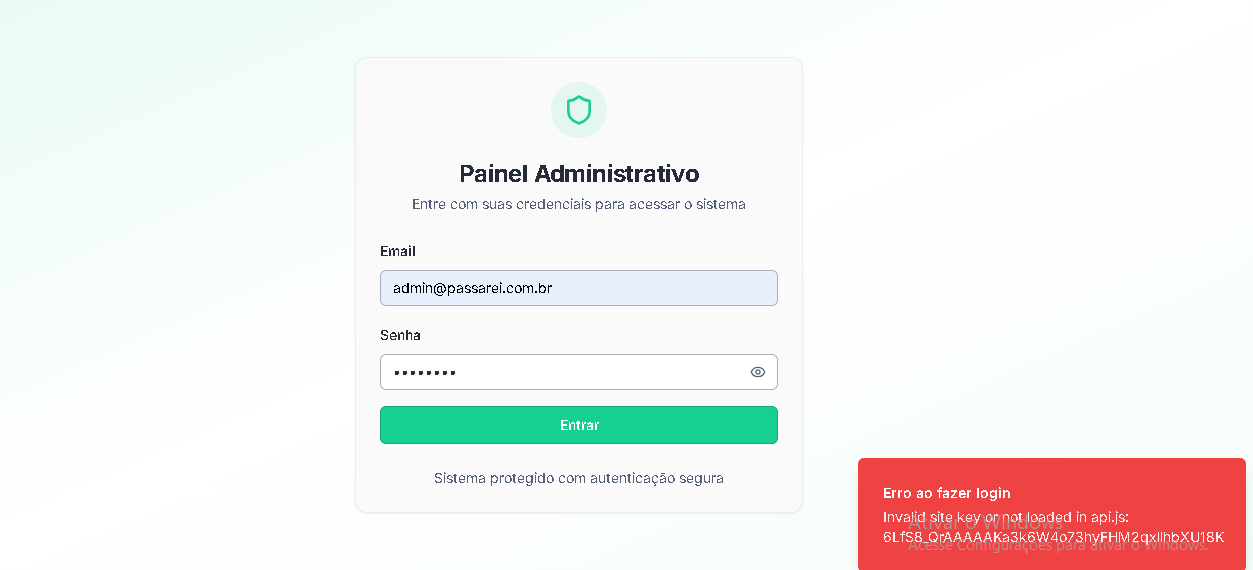 Painel Administrativo
Entre com suas credenciais para acessar o sistema
Email
admin@passarei.com.br
Senha
Entrar
Sistema protegido com autenticação segura
Erro ao fazer login
Invalid site key or not loaded in api.js:
Ativar o Windows
Acesse Configurações para ativar o Windows.